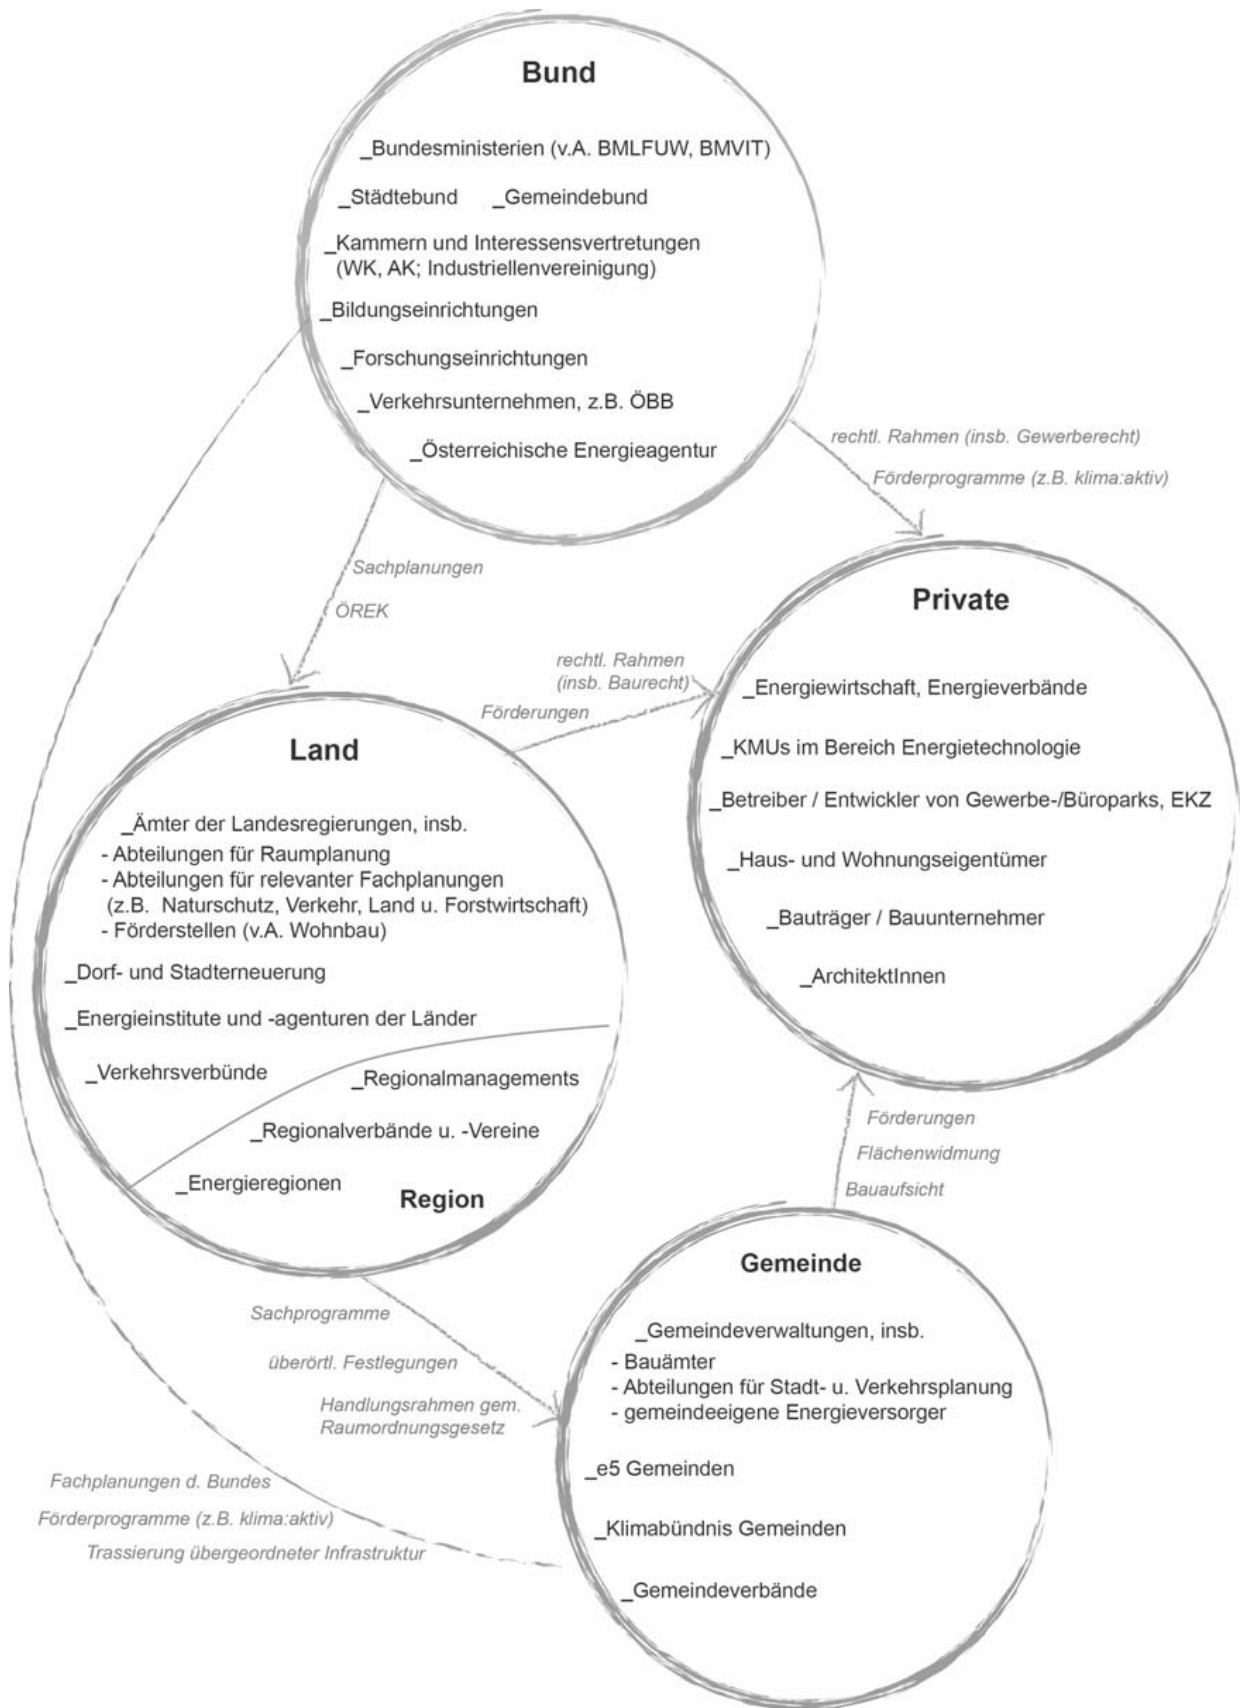 Bund
_Bundesministerien (v.A. BMLFUW, BMVIT)
_Städtebund _Gemeindebund
_Kammern und Interessensvertretungen
(WK, AK; Industriellenvereinigung)
_Bildungseinrichtungen
_Forschungseinrichtungen
_Verkehrsunternehmen, z.B. ÖBB
_Österreichische Energieagentur
rechtl. Rahmen (insb. Gewerberecht)
Förderprogramme (z.B. klima:aktiv)
Sachplanungen
ÖREK
Private
_Energiewirtschaft, Energieverbände
_KMUs im Bereich Energietechnologie
_Betreiber / Entwickler von Gewerbe-/Büroparks, EKZ
_Haus- und Wohnungseigentümer
_Bauträger / Bauunternehmer
_ArchitektInnen
rechtl. Rahmen
(insb. Baurecht)
Förderungen
Land
_Ämter der Landesregierungen, insb.
- Abteilungen für Raumplanung
- Abteilungen für relevanter Fachplanungen
(z.B. Naturschutz, Verkehr, Land u. Forstwirtschaft)
- Förderstellen (v.A. Wohnbau)
_Dorf- und Stadterneuerung
_Energieinstitute und -agenturen der Länder
_Verkehrsverbünde
_Regionalmanagements
_Regionalverbände u. -Vereine
_Energieregionen
Region
Förderungen
Flächenwidmung
Bauaufsicht
Sachprogramme
überörtl. Festlegungen
Handlungsrahmen gem.
Raumordnungsgesetz
Gemeinde
_Gemeindeverwaltungen, insb.
- Bauämter
- Abteilungen für Stadt- u. Verkehrsplanung
- gemeindeeigene Energieversorger
_e5 Gemeinden
_Klimabündnis Gemeinden
_Gemeindeverbände
Fachplanungen d. Bundes
Förderprogramme (z.B. klima:aktiv)
Trassierung übergeordneter Infrastruktur